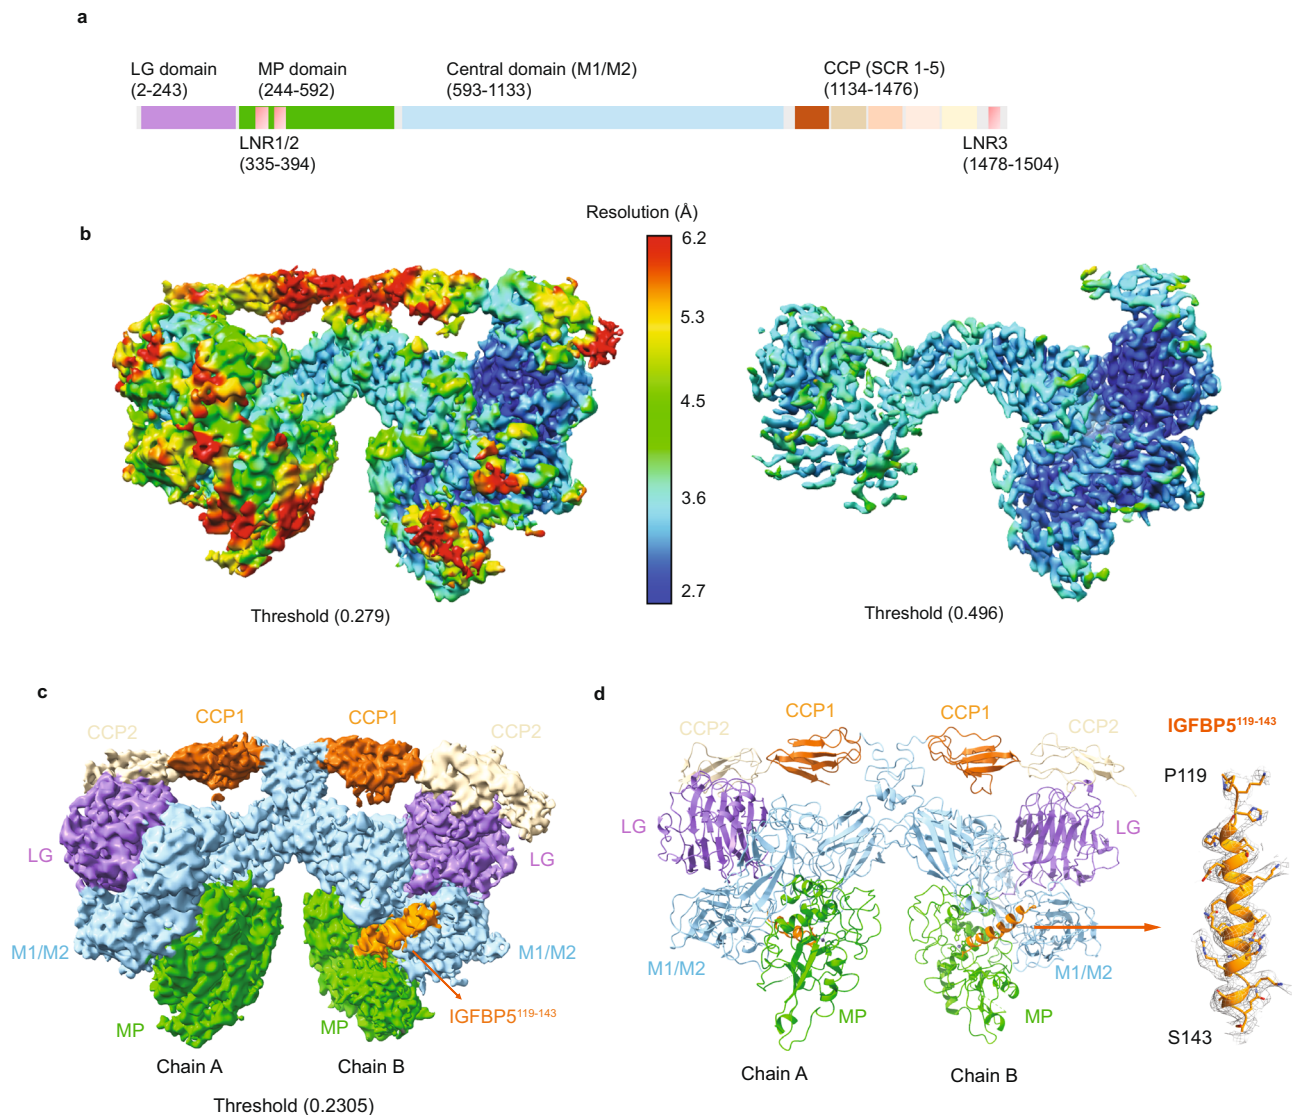 a
LG domain
(2-243)
MP domain
(244-592)
Central domain (M1/M2)
(593-1133)
CCP (SCR 1-5)
(1134-1476)
LNR1/2
(335-394)
LNR3
(1478-1504)
b
Resolution (Å)
6.2
5.3
4.5
3.6
2.7
Threshold (0.279)
Threshold (0.496)
c
CCP2
CCP1
CCP1
CCP2
LG
LG
M1/M2
M1/M2
IGFBP5¹¹⁹⁻¹⁴³
MP
MP
Chain A
Chain B
Threshold (0.2305)
d
CCP2
CCP1
CCP1
CCP2
LG
LG
M1/M2
M1/M2
MP
MP
Chain A
Chain B
IGFBP5¹¹⁹⁻¹⁴³
P119
S143